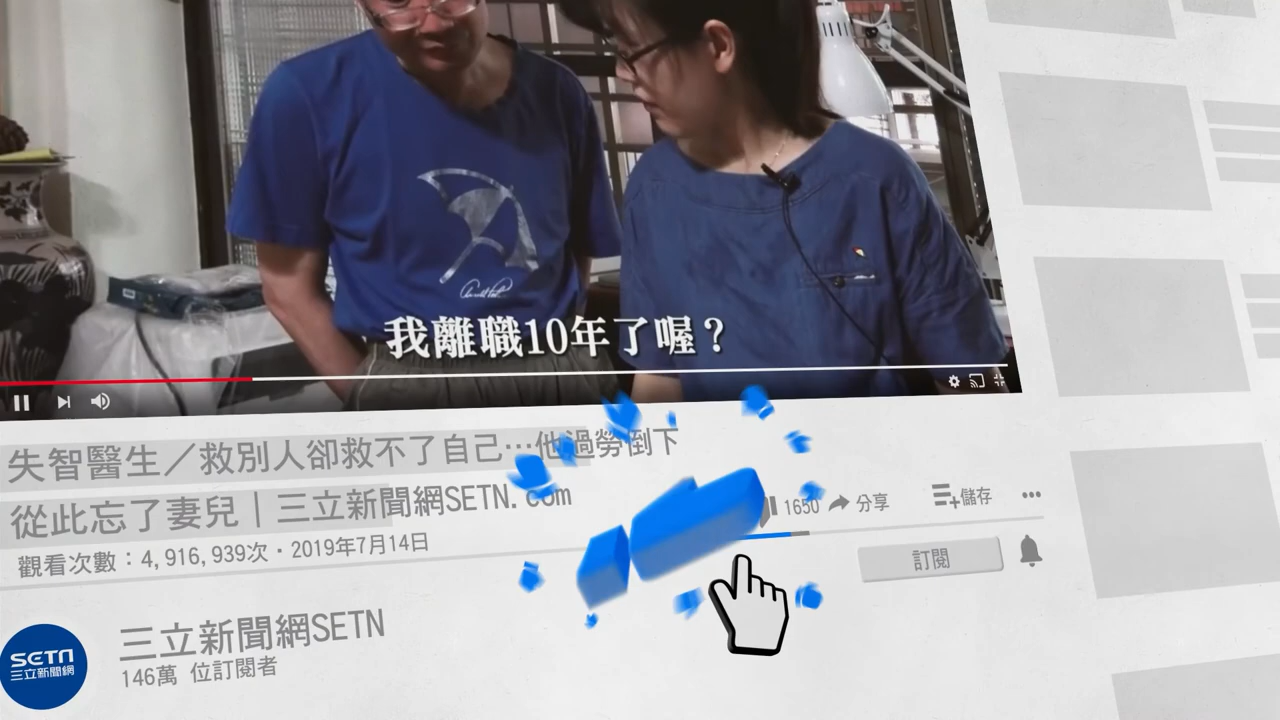 我離職10年了喔？
失智醫生／救別人卻救不了自己…他過勞倒下
從此忘了妻兒｜三立新聞網SETN.com
觀看次數：4,916,939次・2019年7月14日
1650
分享
儲存
訂閱
三立新聞網SETN
146萬 位訂閱者
SETN
三立新聞網